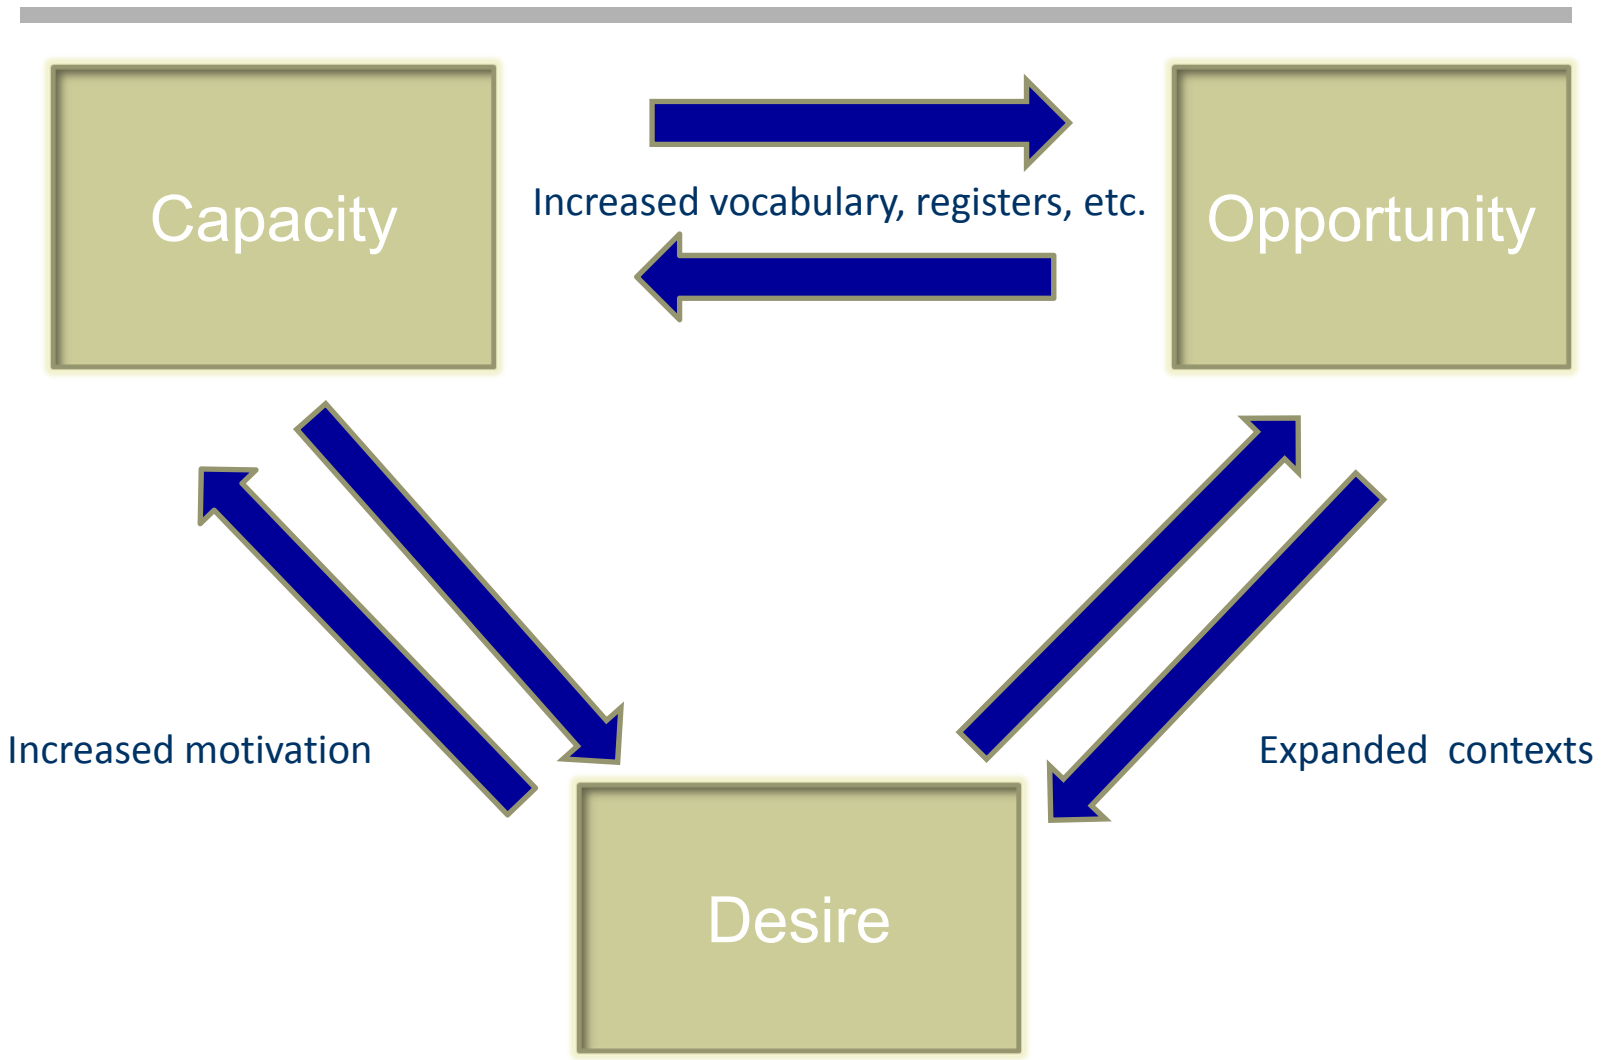 Capacity
Increased vocabulary, registers, etc.
Opportunity
Increased motivation
Expanded  contexts
Desire